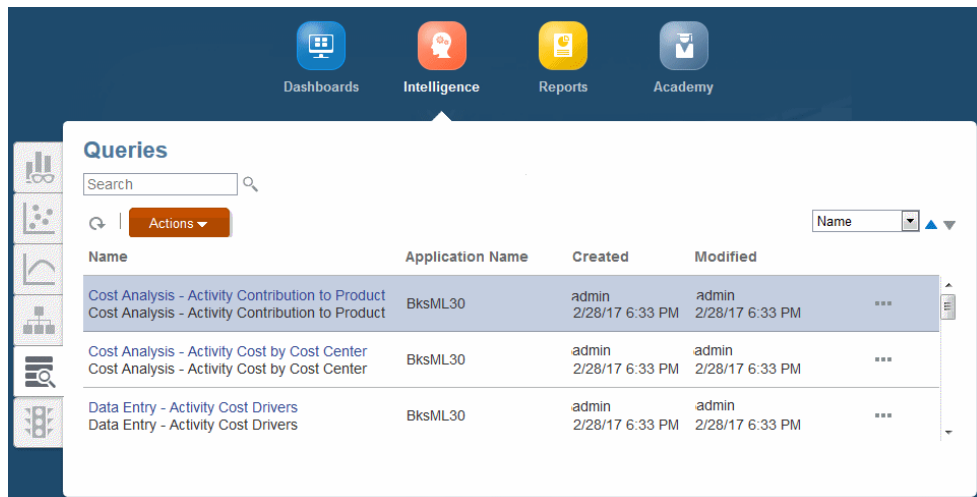 Dashboards Intelligence Reports Academy
Queries
Search
Actions
Name
Name Application Name Created Modified
Cost Analysis - Activity Contribution to Product
Cost Analysis - Activity Contribution to Product
BksML30
admin
2/28/17 6:33 PM
admin
2/28/17 6:33 PM
Cost Analysis - Activity Cost by Cost Center
Cost Analysis - Activity Cost by Cost Center
BksML30
admin
2/28/17 6:33 PM
admin
2/28/17 6:33 PM
Data Entry - Activity Cost Drivers
Data Entry - Activity Cost Drivers
BksML30
admin
2/28/17 6:33 PM
admin
2/28/17 6:33 PM